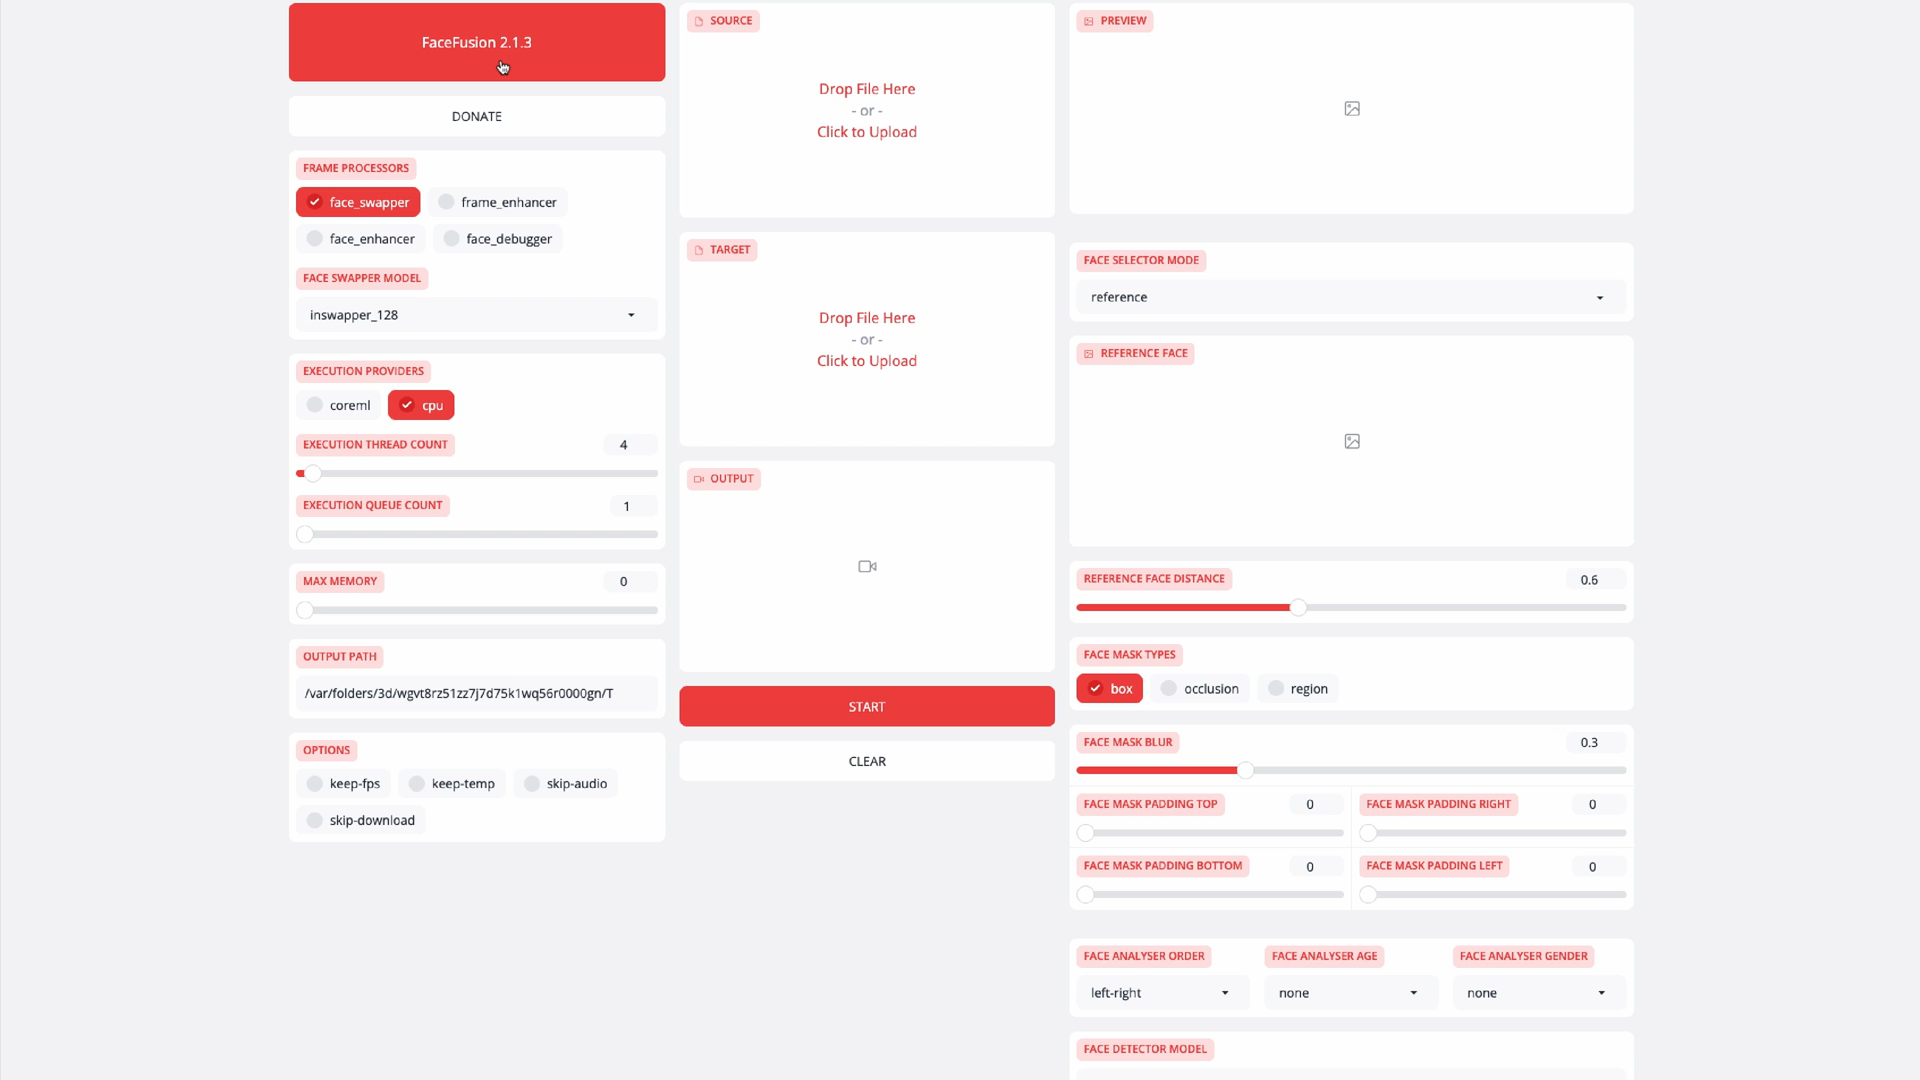 FaceFusion 2.1.3
DONATE
FRAME PROCESSORS
face_swapper
frame_enhancer
face_enhancer
face_debugger
FACE SWAPPER MODEL
inswapper_128
EXECUTION PROVIDERS
coreml
cpu
EXECUTION THREAD COUNT
4
EXECUTION QUEUE COUNT
1
MAX MEMORY
0
OUTPUT PATH
/var/folders/3d/wgvt8rz51zz7j7d75k1wq56r0000gn/T
OPTIONS
keep-fps
keep-temp
skip-audio
skip-download
SOURCE
Drop File Here
- or -
Click to Upload
TARGET
Drop File Here
- or -
Click to Upload
OUTPUT
START
CLEAR
PREVIEW
FACE SELECTOR MODE
reference
REFERENCE FACE
REFERENCE FACE DISTANCE
0.6
FACE MASK TYPES
box
occlusion
region
FACE MASK BLUR
0.3
FACE MASK PADDING TOP
0
FACE MASK PADDING RIGHT
0
FACE MASK PADDING BOTTOM
0
FACE MASK PADDING LEFT
0
FACE ANALYSER ORDER
left-right
FACE ANALYSER AGE
none
FACE ANALYSER GENDER
none
FACE DETECTOR MODEL